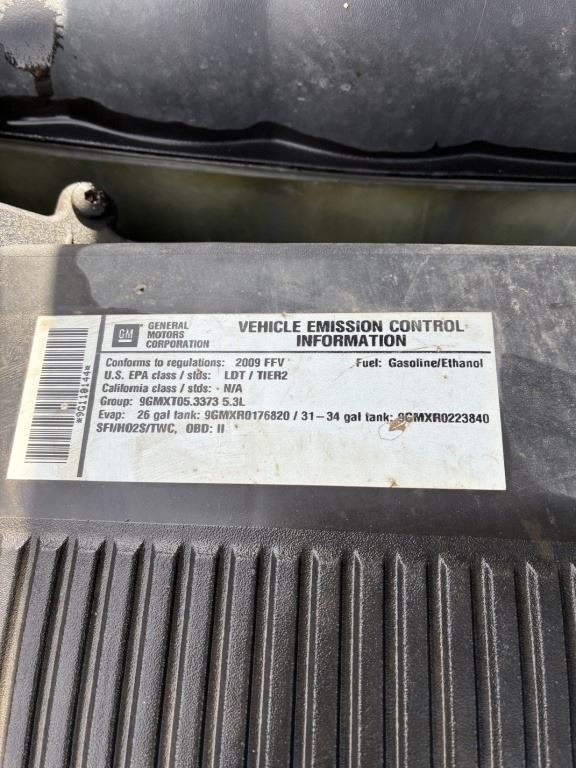 GM
GENERAL
MOTORS
CORPORATION
VEHICLE EMISSION CONTROL
INFORMATION
Conforms to regulations: 2009 FFV Fuel: Gasoline/Ethanol
U.S. EPA class / stds: LDT / TIER2
California class / stds: N/A
Group: 9GMXT05.3373 5.3L
Evap: 26 gal tank: 9GMXR0176820 / 31-34 gal tank: 9GMXR0223840
SFI/HO2S/TWC, OBD: II
*9G118144*